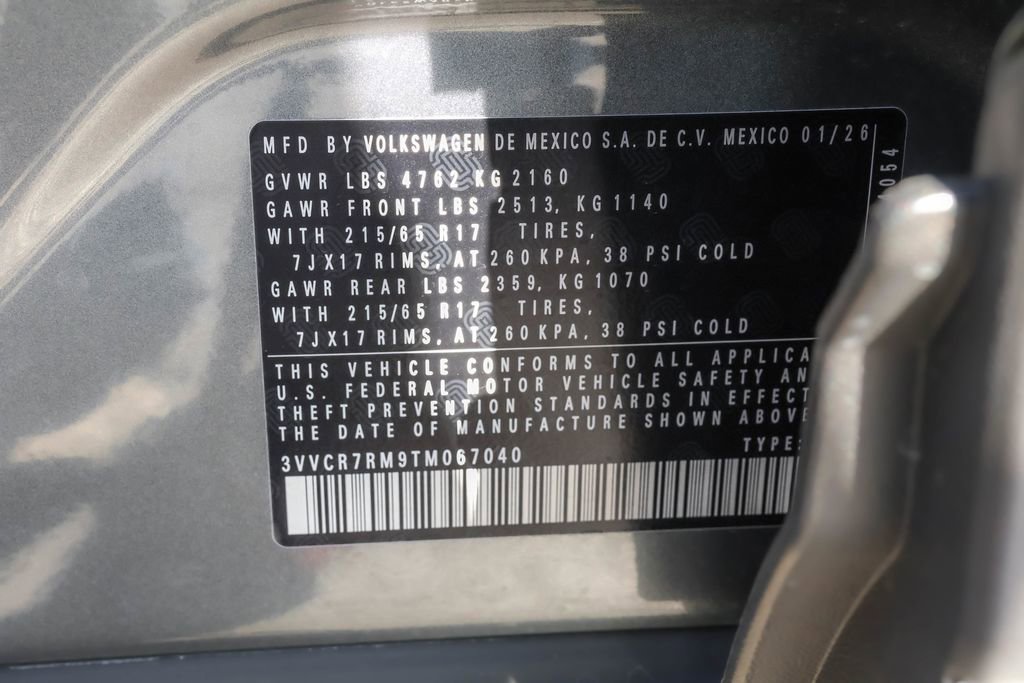 MFD BY VOLKSWAGEN DE MEXICO S.A. DE C.V. MEXICO 01/26
GVWR LBS 4762 KG 2160
GAWR FRONT LBS 2513, KG 1140
WITH 215/65 R17 TIRES,
7JX17 RIMS, AT 260 KPA, 38 PSI COLD
GAWR REAR LBS 2359, KG 1070
WITH 215/65 R17 TIRES,
7JX17 RIMS, AT 260 KPA, 38 PSI COLD
THIS VEHICLE CONFORMS TO ALL APPLICA
U.S. FEDERAL MOTOR VEHICLE SAFETY AN
THEFT PREVENTION STANDARDS IN EFFECT
THE DATE OF MANUFACTURE SHOWN ABOVE
TYPE:
3VVCR7RM9TM067040